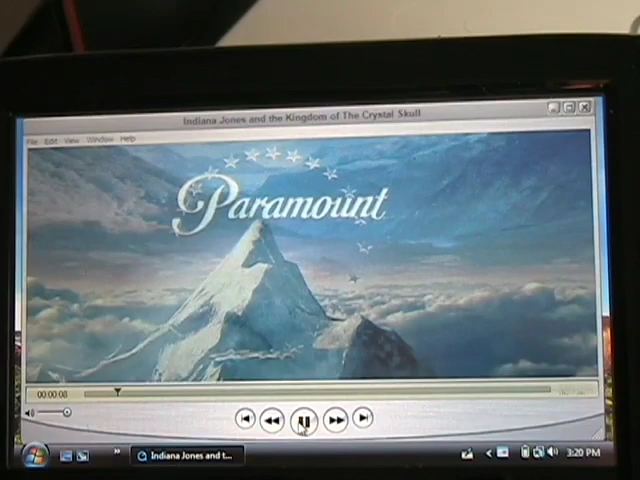 Indiana Jones and the Kingdom of The Crystal Skull
File Edit View Window Help
Paramount
00:00:08
Indiana Jones and t...
3:20 PM